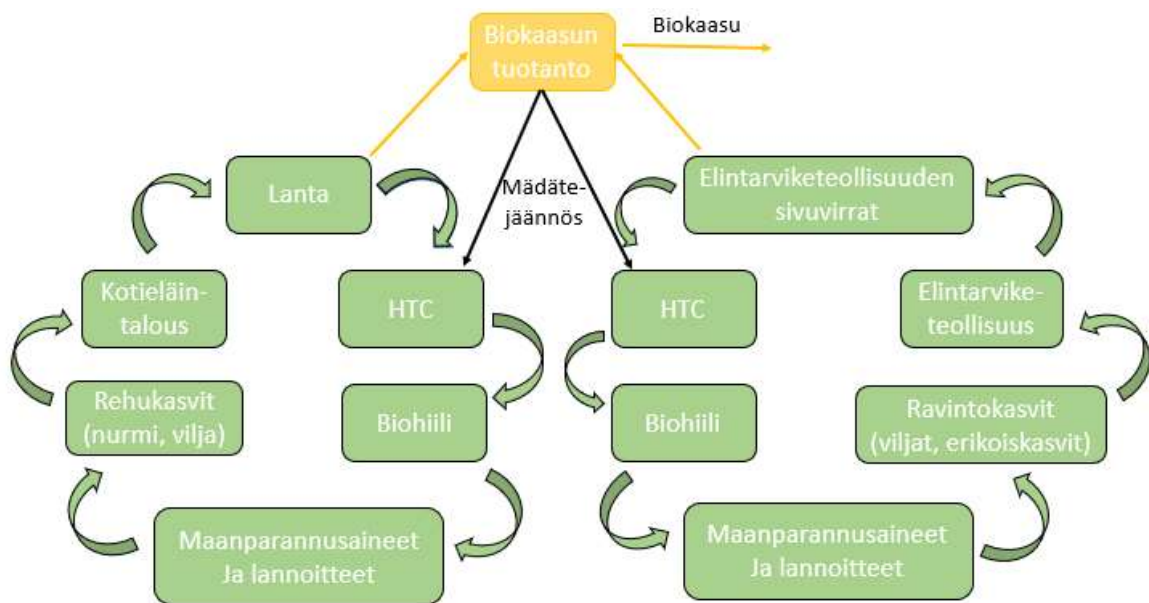 Biokaasun
tuotanto
Biokaasu
Lanta
Mädäte-
jäännös
Elintarviketeollisuuden
sivuvirrat
Kotieläin-
talous
HTC
HTC
Elintarvike-
teollisuus
Rehukasvit
(nurmi, vilja)
Biohiili
Biohiili
Ravintokasvit
(viljat, erikoiskasvit)
Maanparannusaineet
Ja lannoitteet
Maanparannusaineet
Ja lannoitteet